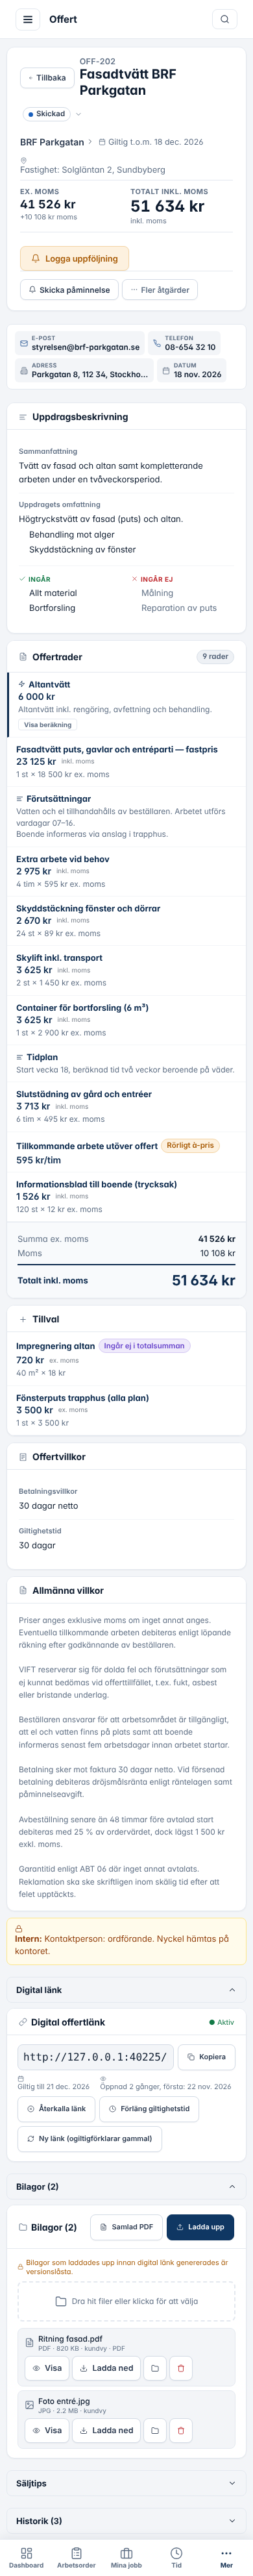 Offert
Tillbaka
OFF-202
Fasadtvätt BRF
Parkgatan
Skickad
BRF Parkgatan
Giltig t.o.m. 18 dec. 2026
Fastighet: Solgläntan 2, Sundbyberg
EX. MOMS
TOTALT INKL. MOMS
41 526 kr
51 634 kr
+10 108 kr moms
inkl. moms
Logga uppföljning
Skicka påminnelse
Fler åtgärder
E-POST
styrelsen@brf-parkgatan.se
TELEFON
08-654 32 10
ADRESS
Parkgatan 8, 112 34, Stockho...
DATUM
18 nov. 2026
Uppdragsbeskrivning
Sammanfattning
Tvätt av fasad och altan samt kompletterande
arbeten under en tvåveckorsperiod.
Uppdragets omfattning
Högtryckstvätt av fasad (puts) och altan.
Behandling mot alger
Skyddstäckning av fönster
INGÅR
INGÅR EJ
Allt material
Målning
Bortforsling
Reparation av puts
Offertrader
9 rader
Altantvätt
6 000 kr
Altantvätt inkl. rengöring, avfettning och behandling.
Visa beräkning
Fasadtvätt puts, gavlar och entréparti — fastpris
23 125 kr inkl. moms
1 st × 18 500 kr ex. moms
Förutsättningar
Vatten och el tillhandahålls av beställaren. Arbetet utförs
vardagar 07–16.
Boende informeras via anslag i trapphus.
Extra arbete vid behov
2 975 kr inkl. moms
4 tim × 595 kr ex. moms
Skyddstäckning fönster och dörrar
2 670 kr inkl. moms
24 st × 89 kr ex. moms
Skylift inkl. transport
3 625 kr inkl. moms
2 st × 1 450 kr ex. moms
Container för bortforsling (6 m³)
3 625 kr inkl. moms
1 st × 2 900 kr ex. moms
Tidplan
Start vecka 18, beräknad tid två veckor beroende på väder.
Slutstädning av gård och entréer
3 713 kr inkl. moms
6 tim × 495 kr ex. moms
Tillkommande arbete utöver offert Rörligt à-pris
595 kr/tim
Informationsblad till boende (trycksak)
1 526 kr inkl. moms
120 st × 12 kr ex. moms
Summa ex. moms 41 526 kr
Moms 10 108 kr
Totalt inkl. moms 51 634 kr
Tillval
Impregnering altan Ingår ej i totalsumman
720 kr ex. moms
40 m² × 18 kr
Fönsterputs trapphus (alla plan)
3 500 kr ex. moms
1 st × 3 500 kr
Offertvillkor
Betalningsvillkor
30 dagar netto
Giltighetstid
30 dagar
Allmänna villkor
Priser anges exklusive moms om inget annat anges.
Eventuella tillkommande arbeten debiteras enligt löpande
räkning efter godkännande av beställaren.
VIFT reserverar sig för dolda fel och förutsättningar som
ej kunnat bedömas vid offerttillfället, t.ex. fukt, asbest
eller bristande underlag.
Beställaren ansvarar för att arbetsområdet är tillgängligt,
att el och vatten finns på plats samt att boende
informeras senast fem arbetsdagar innan arbetet startar.
Betalning sker mot faktura 30 dagar netto. Vid försenad
betalning debiteras dröjsmålsränta enligt räntelagen samt
påminnelseavgift.
Avbeställning senare än 48 timmar före avtalad start
debiteras med 25 % av ordervärdet, dock lägst 1 500 kr
exkl. moms.
Garantitid enligt ABT 06 där inget annat avtalats.
Reklamation ska ske skriftligen inom skälig tid efter att
felet upptäckts.
Intern: Kontaktperson: ordförande. Nyckel hämtas på
kontoret.
Digital länk
Digital offertlänk
Aktiv
http://127.0.0.1:40225/
Kopiera
Giltig till 21 dec. 2026
Öppnad 2 gånger, första: 22 nov. 2026
Återkalla länk
Förläng giltighetstid
Ny länk (ogiltigförklarar gammal)
Bilagor (2)
Bilagor (2)
Samlad PDF
Ladda upp
Bilagor som laddades upp innan digital länk genererades är
versionslåsta.
Dra hit filer eller klicka för att välja
Ritning fasad.pdf
PDF · 820 KB · kundvy · PDF
Visa
Ladda ned
Foto entré.jpg
JPG · 2.2 MB · kundvy
Visa
Ladda ned
Säljtips
Historik (3)
Dashboard
Arbetsorder
Mina jobb
Tid
Mer